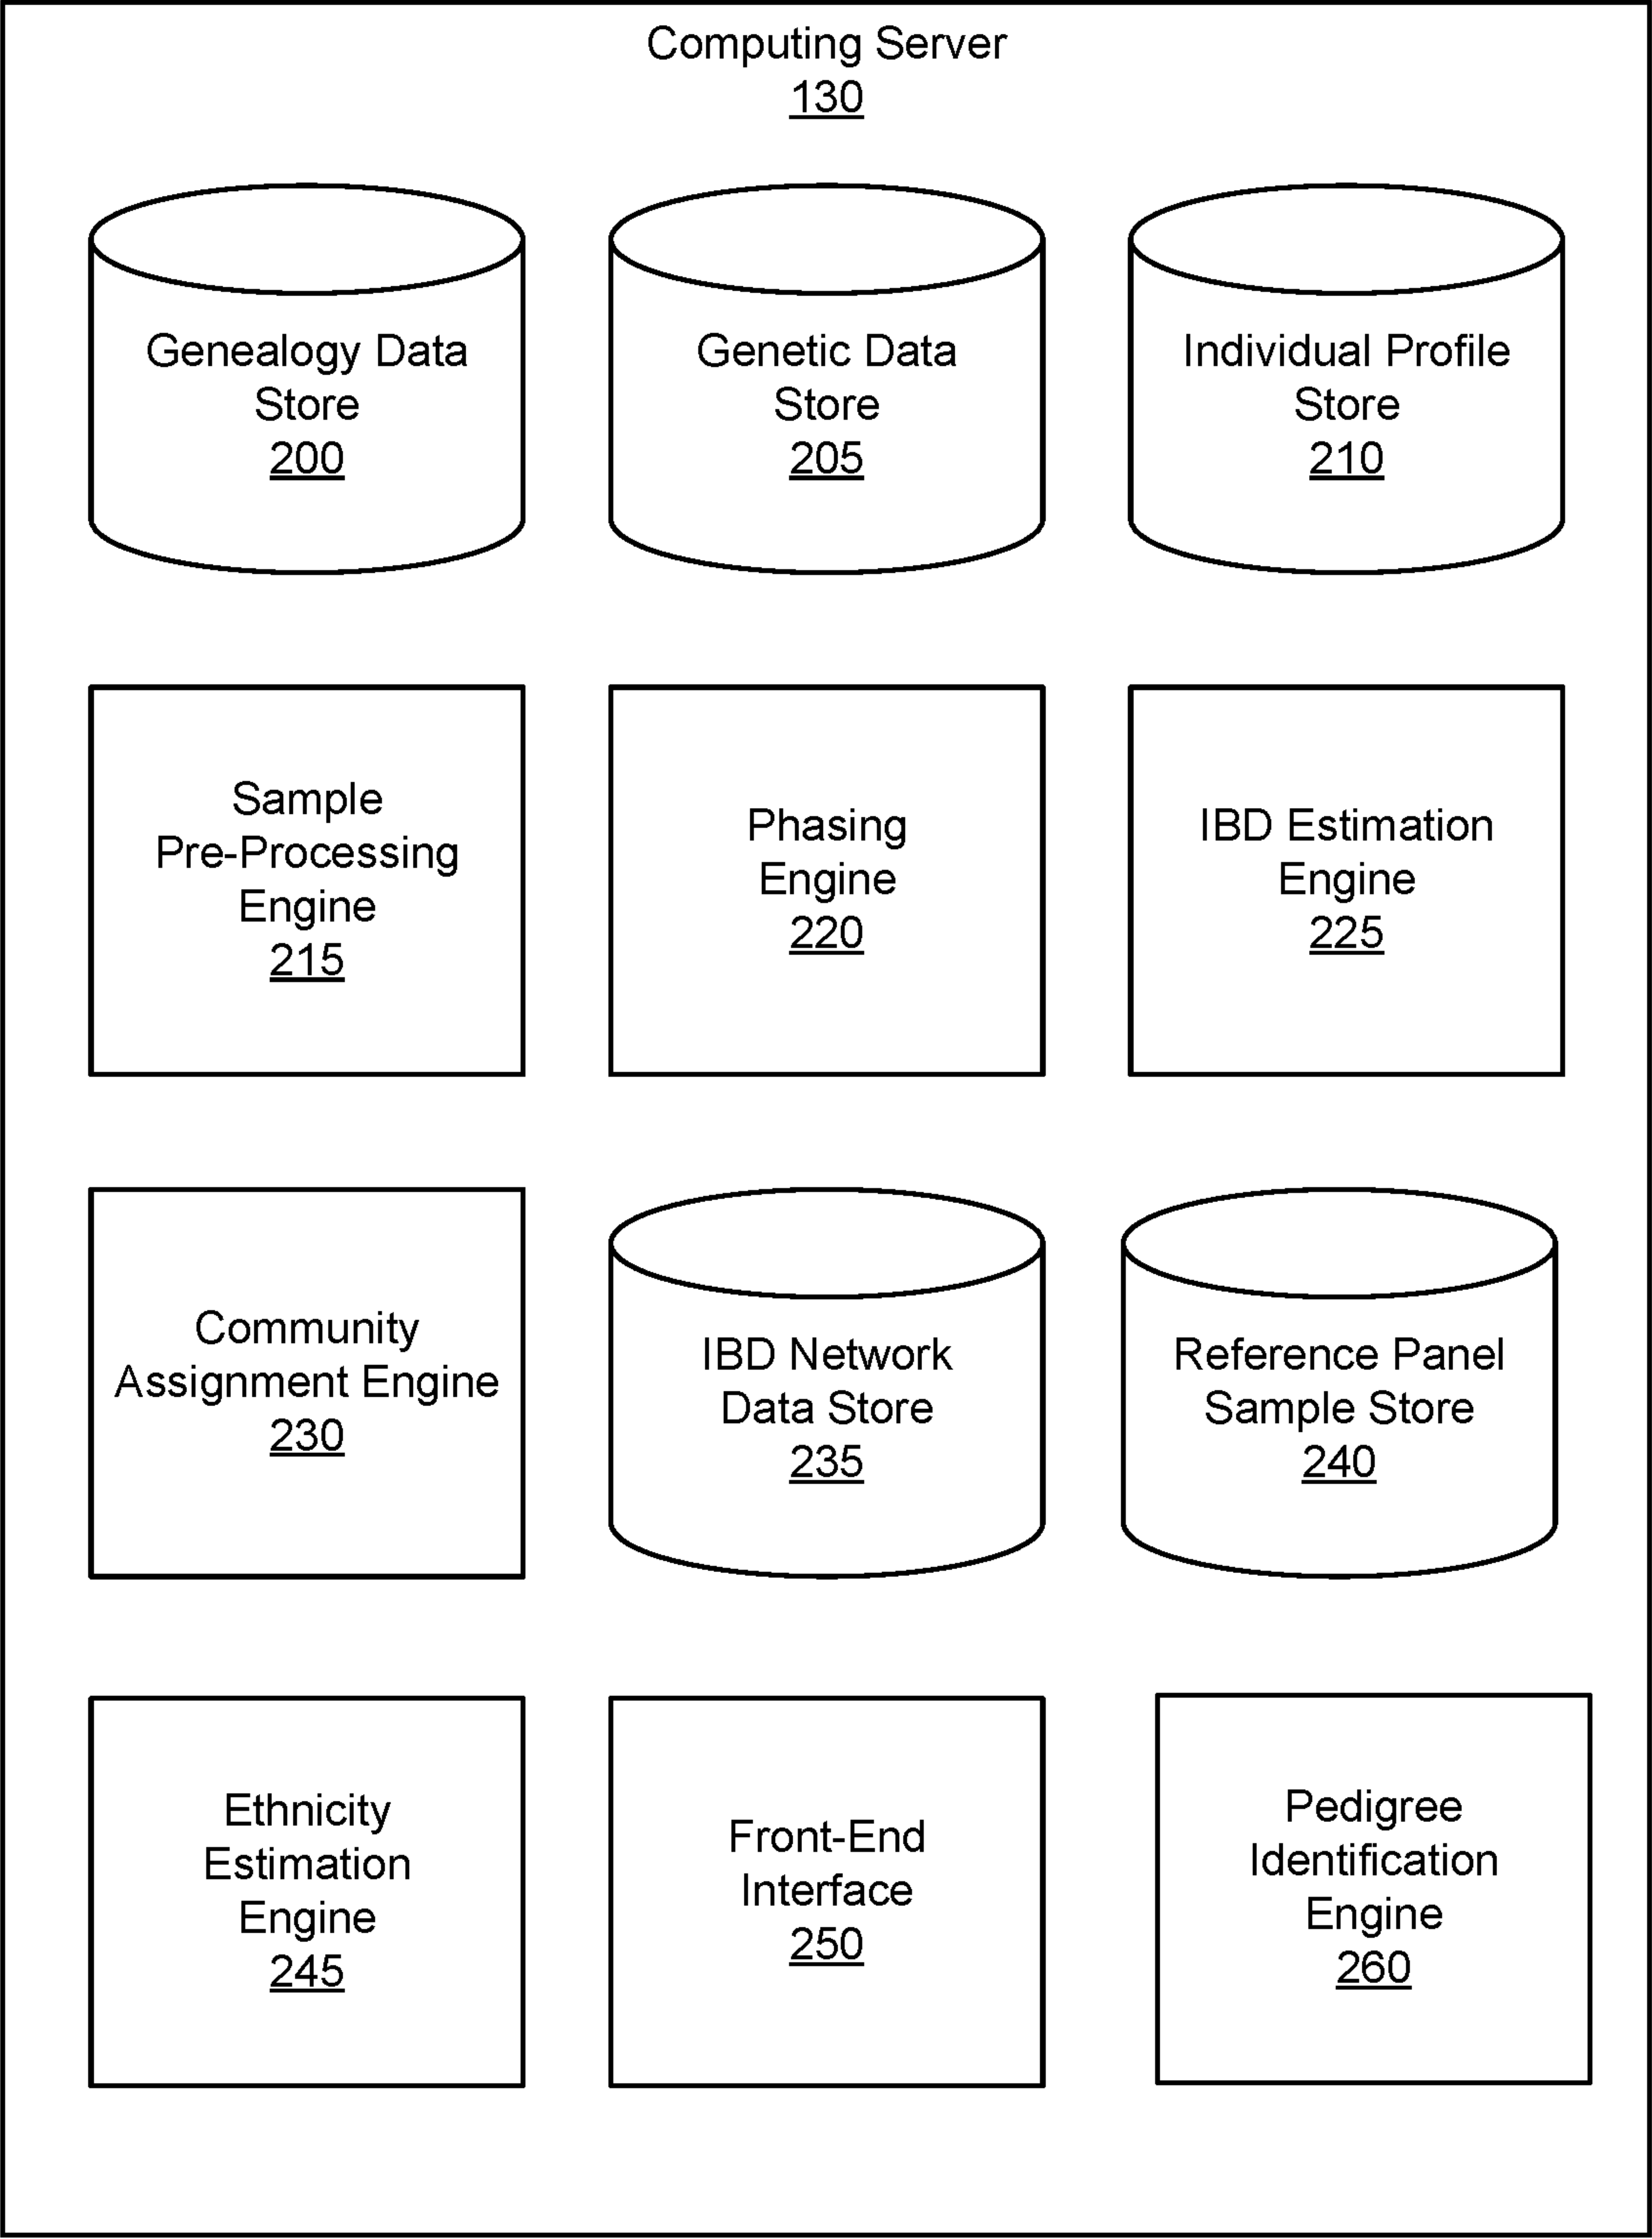 Computing Server
130
Genealogy Data
Store
200
Genetic Data
Store
205
Individual Profile
Store
210
Sample
Pre-Processing
Engine
215
Phasing
Engine
220
IBD Estimation
Engine
225
Community
Assignment Engine
230
IBD Network
Data Store
235
Reference Panel
Sample Store
240
Ethnicity
Estimation
Engine
245
Front-End
Interface
250
Pedigree
Identification
Engine
260